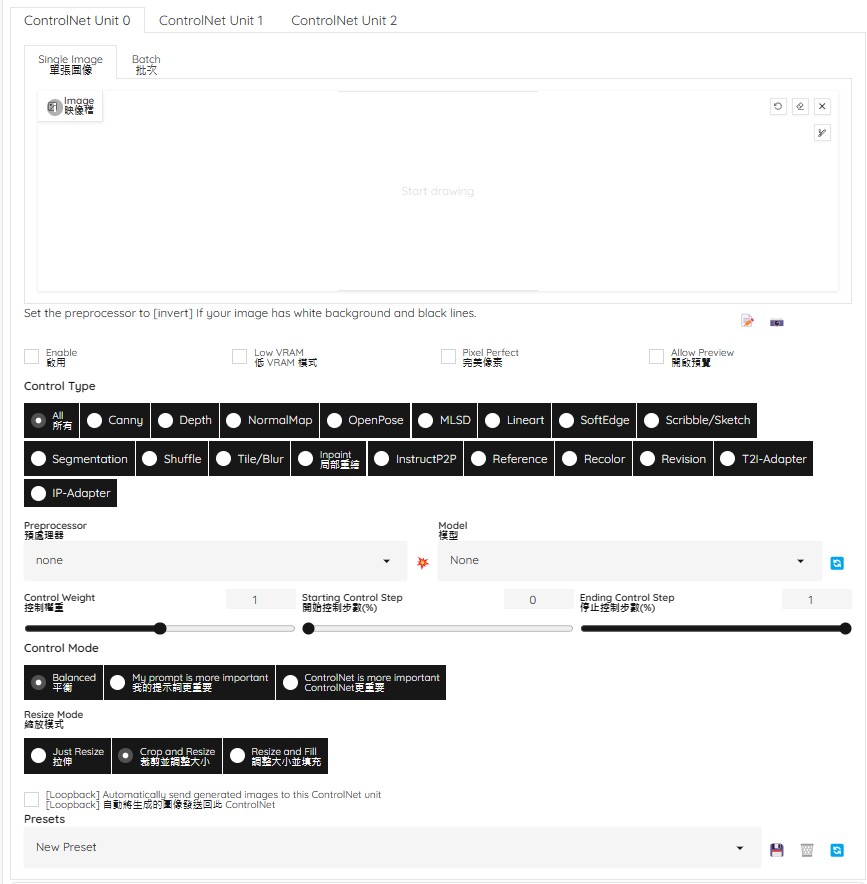 ControlNet Unit 0 ControlNet Unit 1 ControlNet Unit 2
Single Image Batch
單張圖像 批次
Image
映像檔
Start drawing
Set the preprocessor to [invert] If your image has white background and black lines.
Enable Low VRAM Pixel Perfect Allow Preview
啟用 低 VRAM 模式 完美像素 開啟預覽
Control Type
All
所有
Canny Depth NormalMap OpenPose MLSD Lineart SoftEdge Scribble/Sketch
Segmentation Shuffle Tile/Blur
Inpaint
局部重繪
InstructP2P Reference Recolor Revision T2I-Adapter
IP-Adapter
Preprocessor Model
預處理器 模型
none None
Control Weight 1 Starting Control Step 0 Ending Control Step 1
控制權重 開始控制步數(%) 停止控制步數(%)
Control Mode
Balanced My prompt is more important ControlNet is more important
平衡 我的提示詞更重要 ControlNet更重要
Resize Mode
縮放模式
Just Resize Crop and Resize Resize and Fill
拉伸 裁剪並調整大小 調整大小並填充
[Loopback] Automatically send generated images to this ControlNet unit
[Loopback] 自動將生成的圖像發送回此 ControlNet
Presets
New Preset